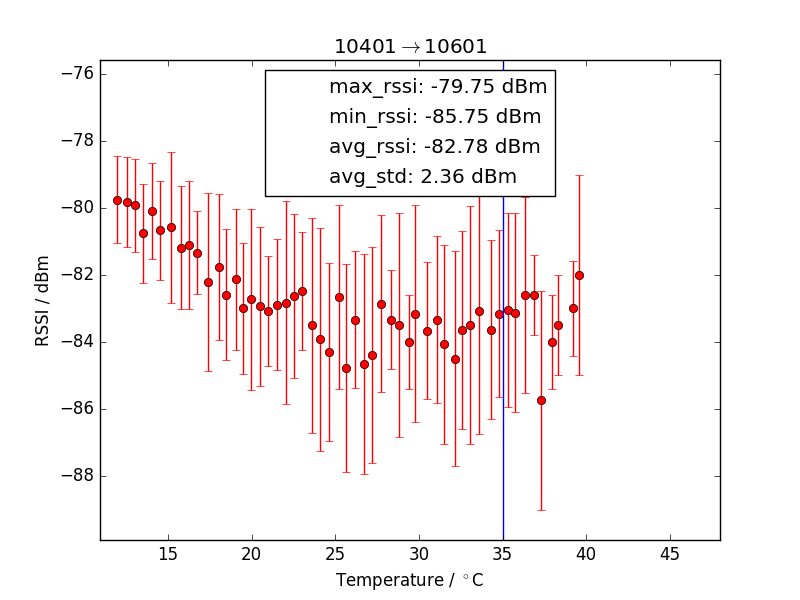 10401→10601
max_rssi: -79.75 dBm
min_rssi: -85.75 dBm
avg_rssi: -82.78 dBm
avg_std: 2.36 dBm
RSSI / dBm
−76
−78
−80
−82
−84
−86
−88
15 20 25 30 35 40 45
Temperature / °C